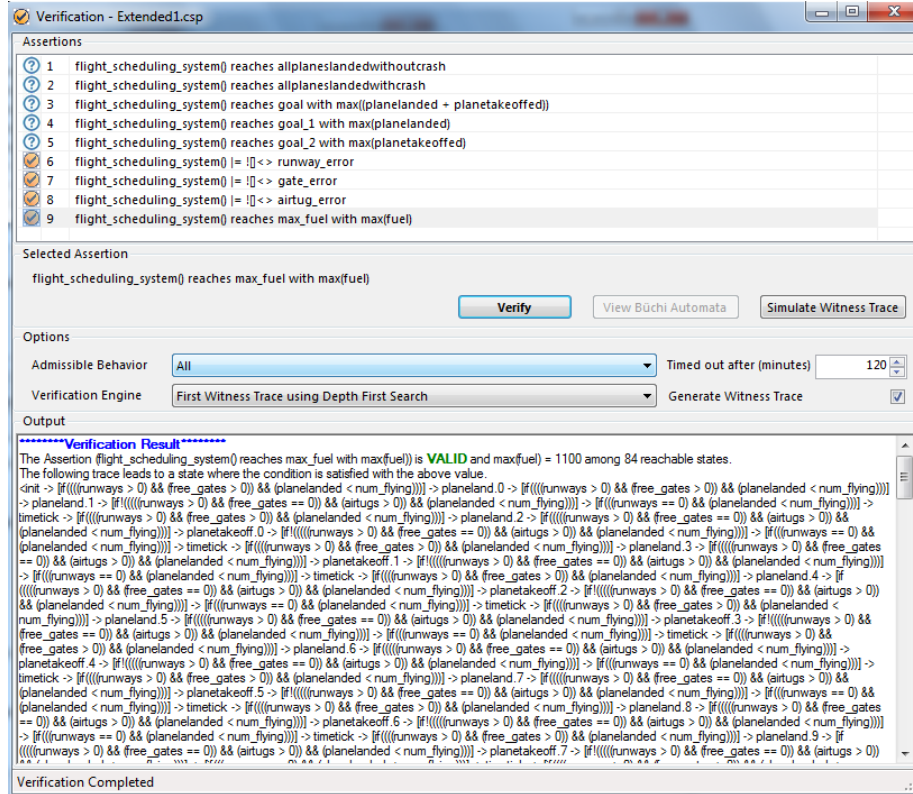 Verification - Extended1.csp
Assertions
1 flight_scheduling_system() reaches allplaneslandedwithoutcrash
2 flight_scheduling_system() reaches allplaneslandedwithcrash
3 flight_scheduling_system() reaches goal with max((planelanded + planetakeoffed))
4 flight_scheduling_system() reaches goal_1 with max(planelanded)
5 flight_scheduling_system() reaches goal_2 with max(planetakeoffed)
6 flight_scheduling_system() |= ![]<> runway_error
7 flight_scheduling_system() |= ![]<> gate_error
8 flight_scheduling_system() |= ![]<> airtug_error
9 flight_scheduling_system() reaches max_fuel with max(fuel)
Selected Assertion
flight_scheduling_system() reaches max_fuel with max(fuel)
Verify View Büchi Automata Simulate Witness Trace
Options
Admissible Behavior All Timed out after (minutes) 120
Verification Engine First Witness Trace using Depth First Search Generate Witness Trace
Output
********Verification Result********
The Assertion (flight_scheduling_system() reaches max_fuel with max(fuel)) is VALID and max(fuel) = 1100 among 84 reachable states.
The following trace leads to a state where the condition is satisfied with the above value.
<init -> [if((((runways > 0) && (free_gates > 0)) && (planelanded < num_flying)))] -> planeland.0 -> [if((((runways > 0) && (free_gates > 0)) && (planelanded < num_flying)))]
-> planeland.1 -> [if!(((((runways > 0) && (free_gates == 0)) && (airtugs > 0)) && (planelanded < num_flying)))] -> [if(((runways == 0) && (planelanded < num_flying)))] ->
timetick -> [if((((runways > 0) && (free_gates > 0)) && (planelanded < num_flying)))] -> planeland.2 -> [if(((((runways > 0) && (free_gates == 0)) && (airtugs > 0)) &&
(planelanded < num_flying)))] -> planetakeoff.0 -> [if!(((((runways > 0) && (free_gates == 0)) && (airtugs > 0)) && (planelanded < num_flying)))] -> [if(((runways == 0) &&
(planelanded < num_flying)))] -> timetick -> [if((((runways > 0) && (free_gates > 0)) && (planelanded < num_flying)))] -> planeland.3 -> [if(((((runways > 0) && (free_gates
== 0)) && (airtugs > 0)) && (planelanded < num_flying)))] -> planetakeoff.1 -> [if!(((((runways > 0) && (free_gates == 0)) && (airtugs > 0)) && (planelanded < num_flying)))]
-> [if(((runways == 0) && (planelanded < num_flying)))] -> timetick -> [if((((runways > 0) && (free_gates > 0)) && (planelanded < num_flying)))] -> planeland.4 -> [if
(((((runways > 0) && (free_gates == 0)) && (airtugs > 0)) && (planelanded < num_flying)))] -> planetakeoff.2 -> [if!(((((runways > 0) && (free_gates == 0)) && (airtugs > 0))
&& (planelanded < num_flying)))] -> [if(((runways == 0) && (planelanded < num_flying)))] -> timetick -> [if((((runways > 0) && (free_gates > 0)) && (planelanded <
num_flying)))] -> planeland.5 -> [if(((((runways > 0) && (free_gates == 0)) && (airtugs > 0)) && (planelanded < num_flying)))] -> planetakeoff.3 -> [if!(((((runways > 0) &&
(free_gates == 0)) && (airtugs > 0)) && (planelanded < num_flying)))] -> [if(((runways == 0) && (planelanded < num_flying)))] -> timetick -> [if((((runways > 0) &&
(free_gates > 0)) && (planelanded < num_flying)))] -> planeland.6 -> [if(((((runways > 0) && (free_gates == 0)) && (airtugs > 0)) && (planelanded < num_flying)))] ->
planetakeoff.4 -> [if!(((((runways > 0) && (free_gates == 0)) && (airtugs > 0)) && (planelanded < num_flying)))] -> [if(((runways == 0) && (planelanded < num_flying)))] ->
timetick -> [if((((runways > 0) && (free_gates > 0)) && (planelanded < num_flying)))] -> planeland.7 -> [if(((((runways > 0) && (free_gates == 0)) && (airtugs > 0)) &&
(planelanded < num_flying)))] -> planetakeoff.5 -> [if!(((((runways > 0) && (free_gates == 0)) && (airtugs > 0)) && (planelanded < num_flying)))] -> [if(((runways == 0) &&
(planelanded < num_flying)))] -> timetick -> [if((((runways > 0) && (free_gates > 0)) && (planelanded < num_flying)))] -> planeland.8 -> [if(((((runways > 0) && (free_gates
== 0)) && (airtugs > 0)) && (planelanded < num_flying)))] -> planetakeoff.6 -> [if!(((((runways > 0) && (free_gates == 0)) && (airtugs > 0)) && (planelanded < num_flying)))]
-> [if(((runways == 0) && (planelanded < num_flying)))] -> timetick -> [if((((runways > 0) && (free_gates > 0)) && (planelanded < num_flying)))] -> planeland.9 -> [if
(((((runways > 0) && (free_gates == 0)) && (airtugs > 0)) && (planelanded < num_flying)))] -> planetakeoff.7 -> [if!(((((runways > 0) && (free_gates == 0)) && (airtugs > 0))
Verification Completed